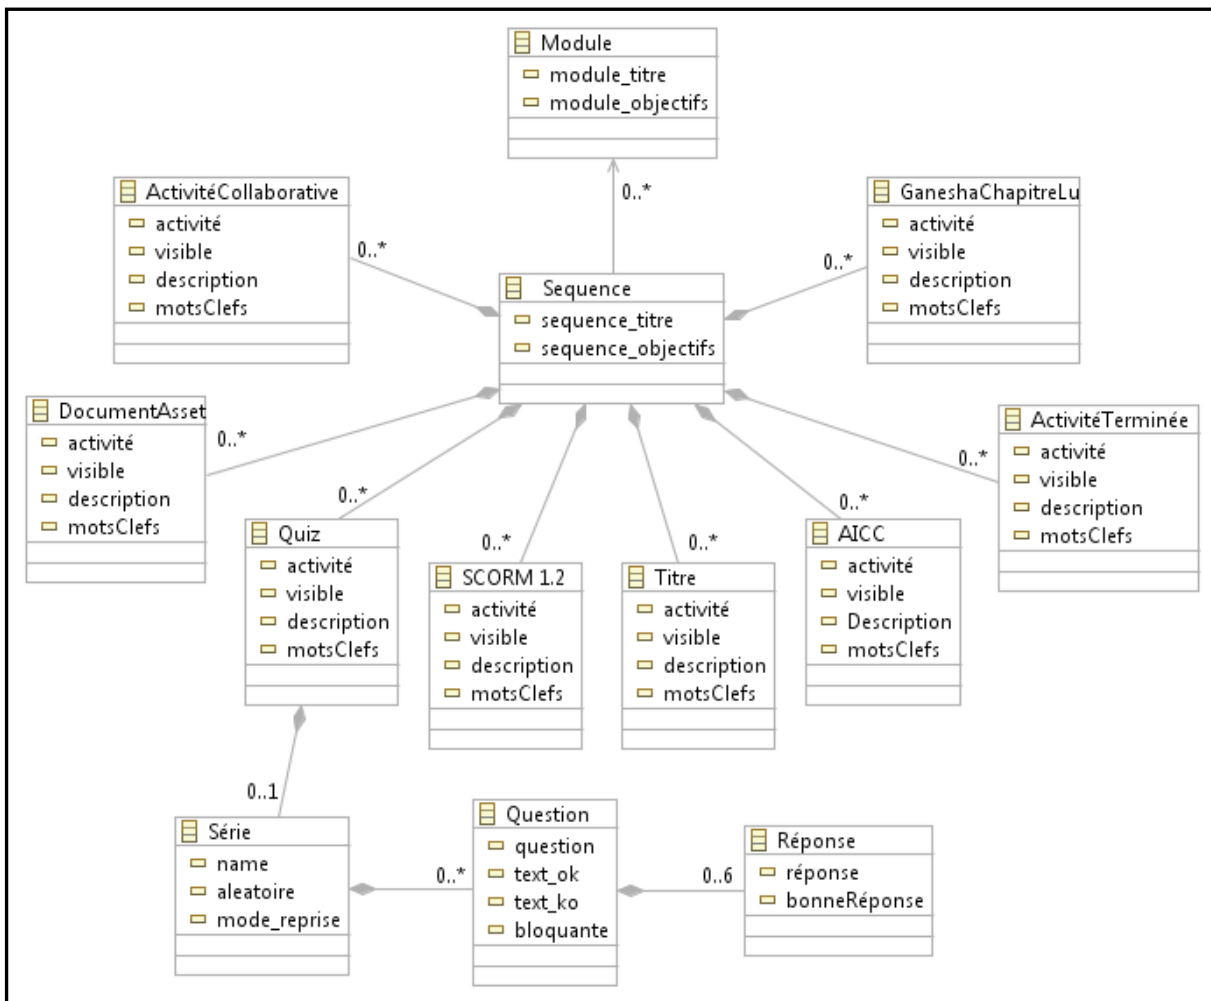 Module
module_titre
module_objectifs
0..*
ActivitéCollaborative
activité
visible
description
motsClefs
0..*
GaneshaChapitreLu
activité
visible
description
motsClefs
0..*
Sequence
sequence_titre
sequence_objectifs
DocumentAsset
activité
visible
description
motsClefs
0..*
ActivitéTerminée
activité
visible
description
motsClefs
0..*
Quiz
activité
visible
description
motsClefs
0..*
SCORM 1.2
activité
visible
description
motsClefs
0..*
Titre
activité
visible
description
motsClefs
0..*
AICC
activité
visible
Description
motsClefs
0..*
0..1
Série
name
aleatoire
mode_reprise
0..*
Question
question
text_ok
text_ko
bloquante
0..6
Réponse
réponse
bonneRéponse